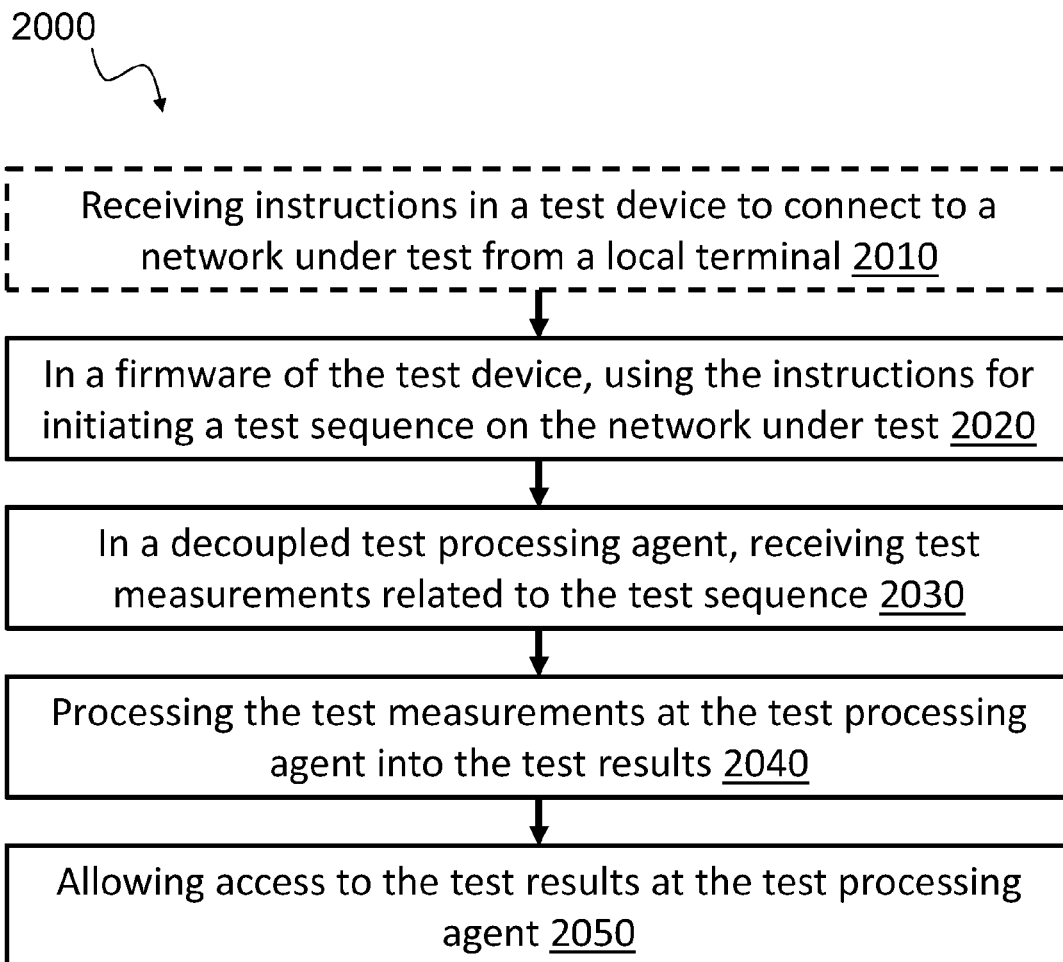 2000
Receiving instructions in a test device to connect to a
network under test from a local terminal 2010
In a firmware of the test device, using the instructions for
initiating a test sequence on the network under test 2020
In a decoupled test processing agent, receiving test
measurements related to the test sequence 2030
Processing the test measurements at the test processing
agent into the test results 2040
Allowing access to the test results at the test processing
agent 2050